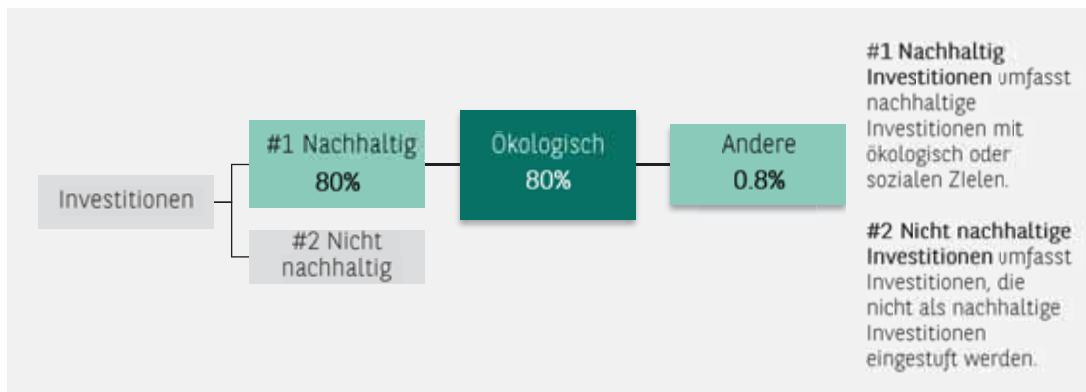 Investitionen
#1 Nachhaltig
80%
#2 Nicht
nachhaltig
Ökologisch
80%
Andere
0.8%
#1 Nachhaltig
Investitionen umfasst
nachhaltige
Investitionen mit
ökologisch oder
sozialen ZIelen.
#2 Nicht nachhaltige
Investitionen umfasst
Investitionen, die
nicht als nachhaltige
Investitionen
eingestuft werden.